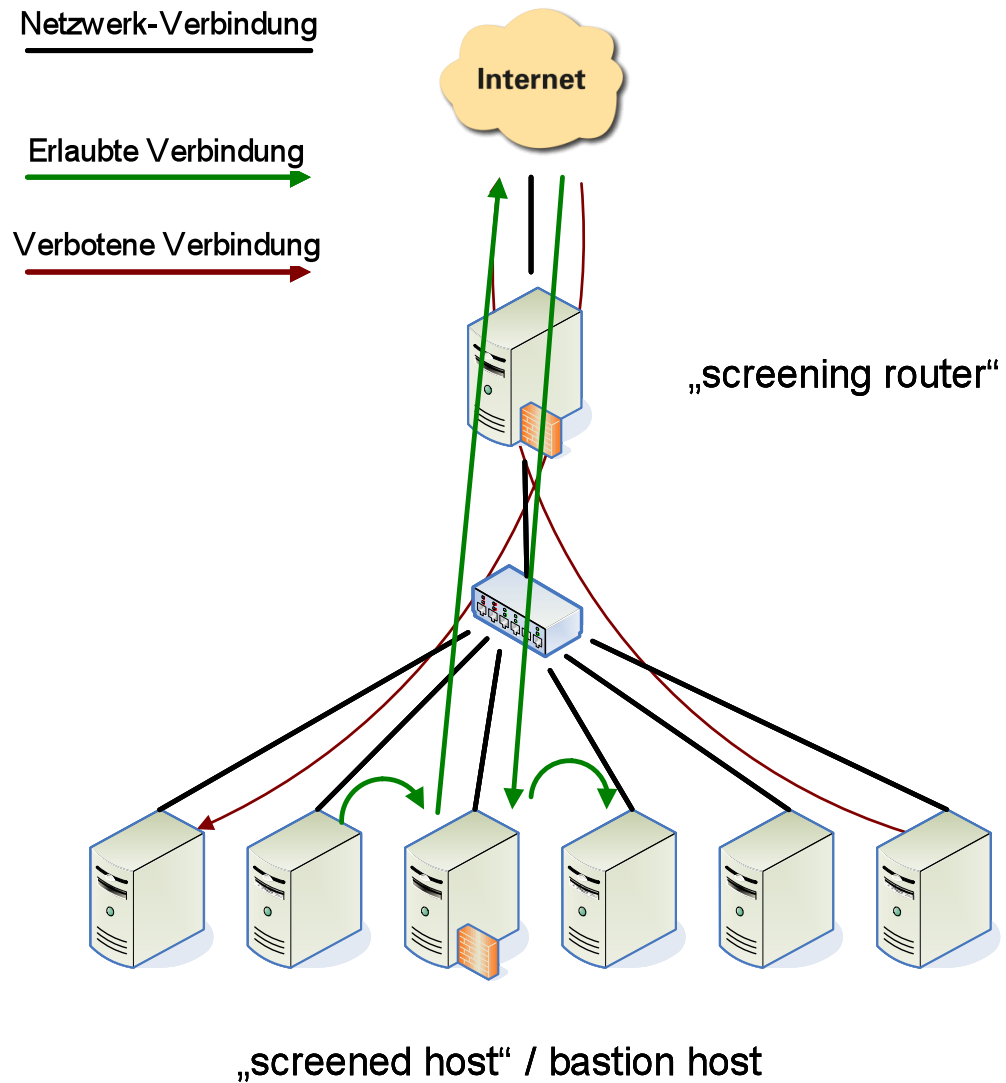 Netzwerk-Verbindung
Internet
Erlaubte Verbindung
Verbotene Verbindung
„screening router“
„screened host“ / bastion host